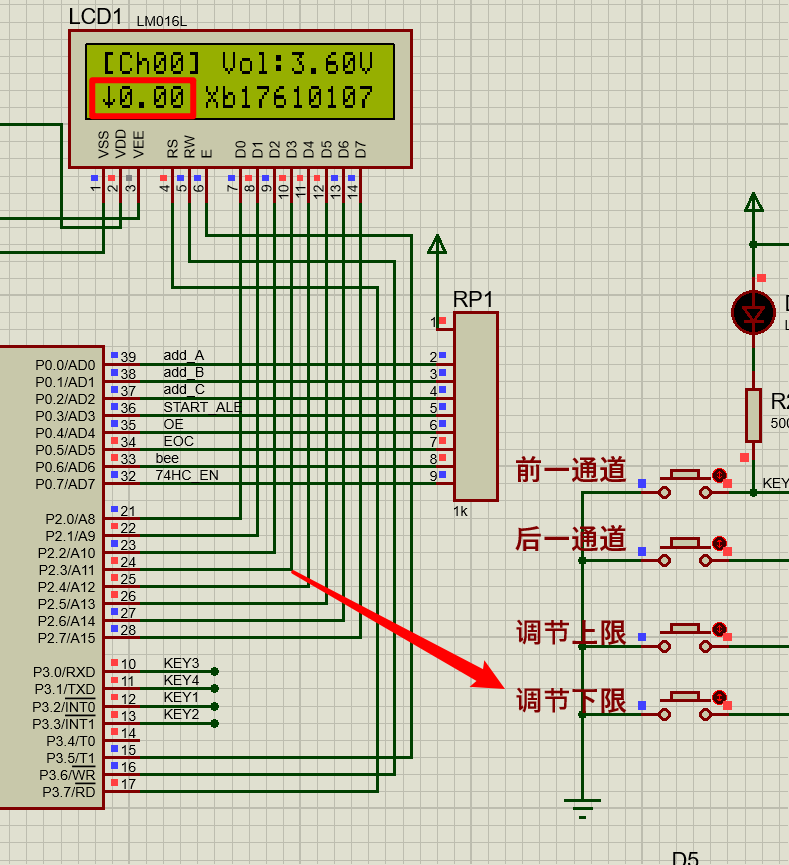 LCD1
LM016L
[Ch00] Vol:3.60V
↓0.00 Xb17610107
VSS
VDD
VEE
RS
RW
E
D0
D1
D2
D3
D4
D5
D6
D7
1
2
3
4
5
6
7
8
9
10
11
12
13
14
RP1
1
2
3
4
5
6
7
8
9
1k
P0.0/AD0 39 add_A
P0.1/AD1 38 add_B
P0.2/AD2 37 add_C
P0.3/AD3 36 START_ALE
P0.4/AD4 35 OE
P0.5/AD5 34 EOC
P0.6/AD6 33 bee
P0.7/AD7 32 74HC_EN
P2.0/A8 21
P2.1/A9 22
P2.2/A10 23
P2.3/A11 24
P2.4/A12 25
P2.5/A13 26
P2.6/A14 27
P2.7/A15 28
P3.0/RXD 10 KEY3
P3.1/TXD 11 KEY4
P3.2/INT0 12 KEY1
P3.3/INT1 13 KEY2
P3.4/T0 14
P3.5/T1 15
P3.6/WR 16
P3.7/RD 17
前一通道
KEY
后一通道
调节上限
调节下限
D5